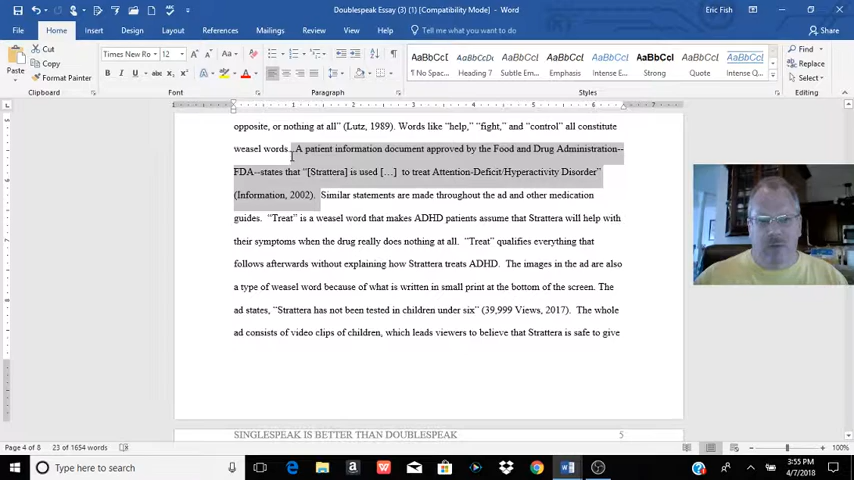 Doublespeak Essay (3) (1) [Compatibility Mode] - Word
Eric Fish
File Home Insert Design Layout References Mailings Review View Help Tell me what you want to do Share
Paste Cut Copy Format Painter
Times New Ro 12 Aa
AaBbCcI AaBbCcDc AaBbCcl AaBbCcl AaBbCcI AaBbCcI AaBbCcI AaBbCcI
¶ No Spac... Heading 7 Subtle Em... Emphasis Intense E... Strong Quote Intense Q...
Find Replace Select
Clipboard Font Paragraph Styles Editing
opposite, or nothing at all” (Lutz, 1989). Words like “help,” “fight,” and “control” all constitute
weasel words. A patient information document approved by the Food and Drug Administration--
FDA--states that “[Strattera] is used […] to treat Attention-Deficit/Hyperactivity Disorder”
(Information, 2002). Similar statements are made throughout the ad and other medication
guides. “Treat” is a weasel word that makes ADHD patients assume that Strattera will help with
their symptoms when the drug really does nothing at all. “Treat” qualifies everything that
follows afterwards without explaining how Strattera treats ADHD. The images in the ad are also
a type of weasel word because of what is written in small print at the bottom of the screen. The
ad states, “Strattera has not been tested in children under six” (39,999 Views, 2017). The whole
ad consists of video clips of children, which leads viewers to believe that Strattera is safe to give
SINGLESPEAK IS BETTER THAN DOUBLESPEAK 5
Page 4 of 8 23 of 1654 words 100%
Type here to search
3:55 PM
4/7/2018